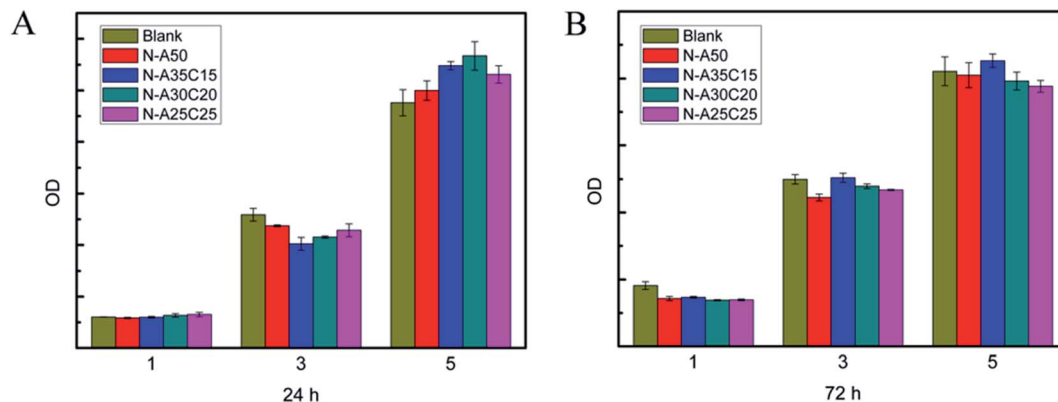 A
Blank
N-A50
N-A35C15
N-A30C20
N-A25C25
OD
1 3 5
24 h
B
Blank
N-A50
N-A35C15
N-A30C20
N-A25C25
OD
1 3 5
72 h